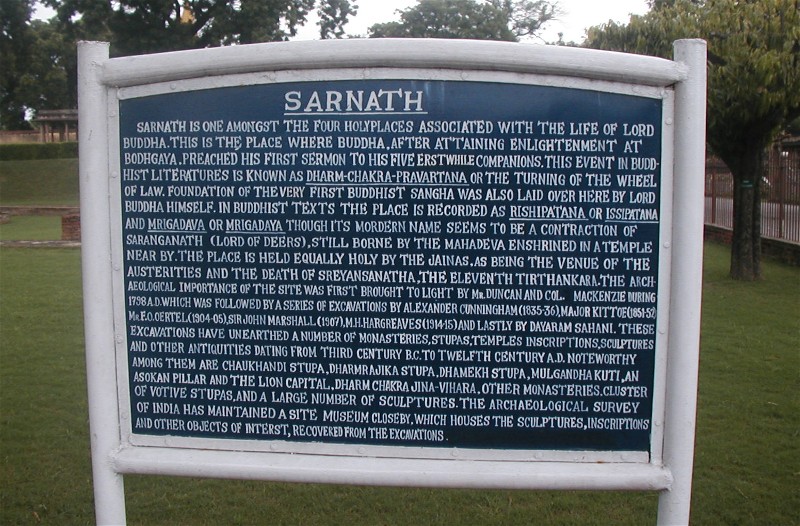 SARNATH
SARNATH IS ONE AMONGST THE FOUR HOLYPLACES ASSOCIATED WITH THE LIFE OF LORD
BUDDHA. THIS IS THE PLACE WHERE BUDDHA, AFTER ATTAINING ENLIGHTENMENT AT
BODHGAYA. PREACHED HIS FIRST SERMON TO HIS FIVE ERSTWHILE COMPANIONS. THIS EVENT IN BUDD-
HIST LITERATURES IS KNOWN AS DHARM-CHAKRA-PRAVARTANA OR THE TURNING OF THE WHEEL
OF LAW. FOUNDATION OF THE VERY FIRST BUDDHIST SANGHA WAS ALSO LAID OVER HERE BY LORD
BUDDHA HIMSELF. IN BUDDHIST TEXTS THE PLACE IS RECORDED AS RISHIPATANA OR ISSIPATANA
AND MRIGADAVA OR MRIGADAYA THOUGH ITS MORDERN NAME SEEMS TO BE A CONTRACTION OF
SARANGANATH (LORD OF DEERS), STILL BORNE BY THE MAHADEVA ENSHRINED IN A TEMPLE
NEAR BY. THE PLACE IS HELD EQUALLY HOLY BY THE JAINAS, AS BEING THE VENUE OF THE
AUSTERITIES AND THE DEATH OF SREYANSANATHA, THE ELEVENTH TIRTHANKARA. THE ARCH-
AEOLOGICAL IMPORTANCE OF THE SITE WAS FIRST BROUGHT TO LIGHT BY MR. DUNCAN AND COL. MACKENZIE DURING
1798 A.D. WHICH WAS FOLLOWED BY A SERIES OF EXCAVATIONS BY ALEXANDER CUNNINGHAM (1835-36), MAJOR KITTOE (1851-52)
MR. F.O. OERTEL (1904-05), SIR JOHN MARSHALL (1907), M.H. HARGREAVES (1914-15) AND LASTLY BY DAYARAM SAHANI. THESE
EXCAVATIONS HAVE UNEARTHED A NUMBER OF MONASTERIES, STUPAS, TEMPLES INSCRIPTIONS, SCULPTURES
AND OTHER ANTIQUITIES DATING FROM THIRD CENTURY B.C. TO TWELFTH CENTURY A.D. NOTEWORTHY
AMONG THEM ARE CHAUKHANDI STUPA, DHARMRAJIKA STUPA, DHAMEKH STUPA, MULGANDHA KUTI, AN
ASOKAN PILLAR AND THE LION CAPITAL, DHARM CHAKRA JINA-VIHARA, OTHER MONASTERIES. CLUSTER
OF VOTIVE STUPAS, AND A LARGE NUMBER OF SCULPTURES. THE ARCHAEOLOGICAL SURVEY
OF INDIA HAS MAINTAINED A SITE MUSEUM CLOSEBY, WHICH HOUSES THE SCULPTURES, INSCRIPTIONS
AND OTHER OBJECTS OF INTERST, RECOVERED FROM THE EXCAVATIONS.